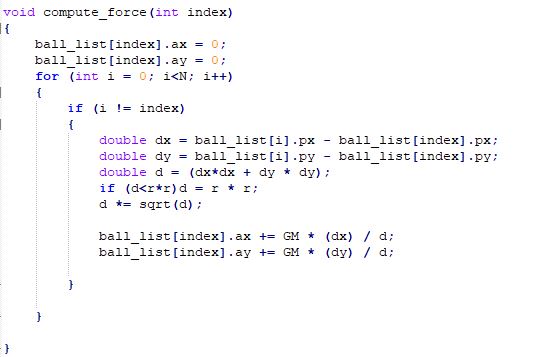 void compute_force(int index)
{
    ball_list[index].ax = 0;
    ball_list[index].ay = 0;
    for (int i = 0; i<N; i++)
    {
        if (i != index)
        {
            double dx = ball_list[i].px - ball_list[index].px;
            double dy = ball_list[i].py - ball_list[index].py;
            double d = (dx*dx + dy * dy);
            if (d<r*r)d = r * r;
            d *= sqrt(d);

            ball_list[index].ax += GM * (dx) / d;
            ball_list[index].ay += GM * (dy) / d;

        }

    }

}